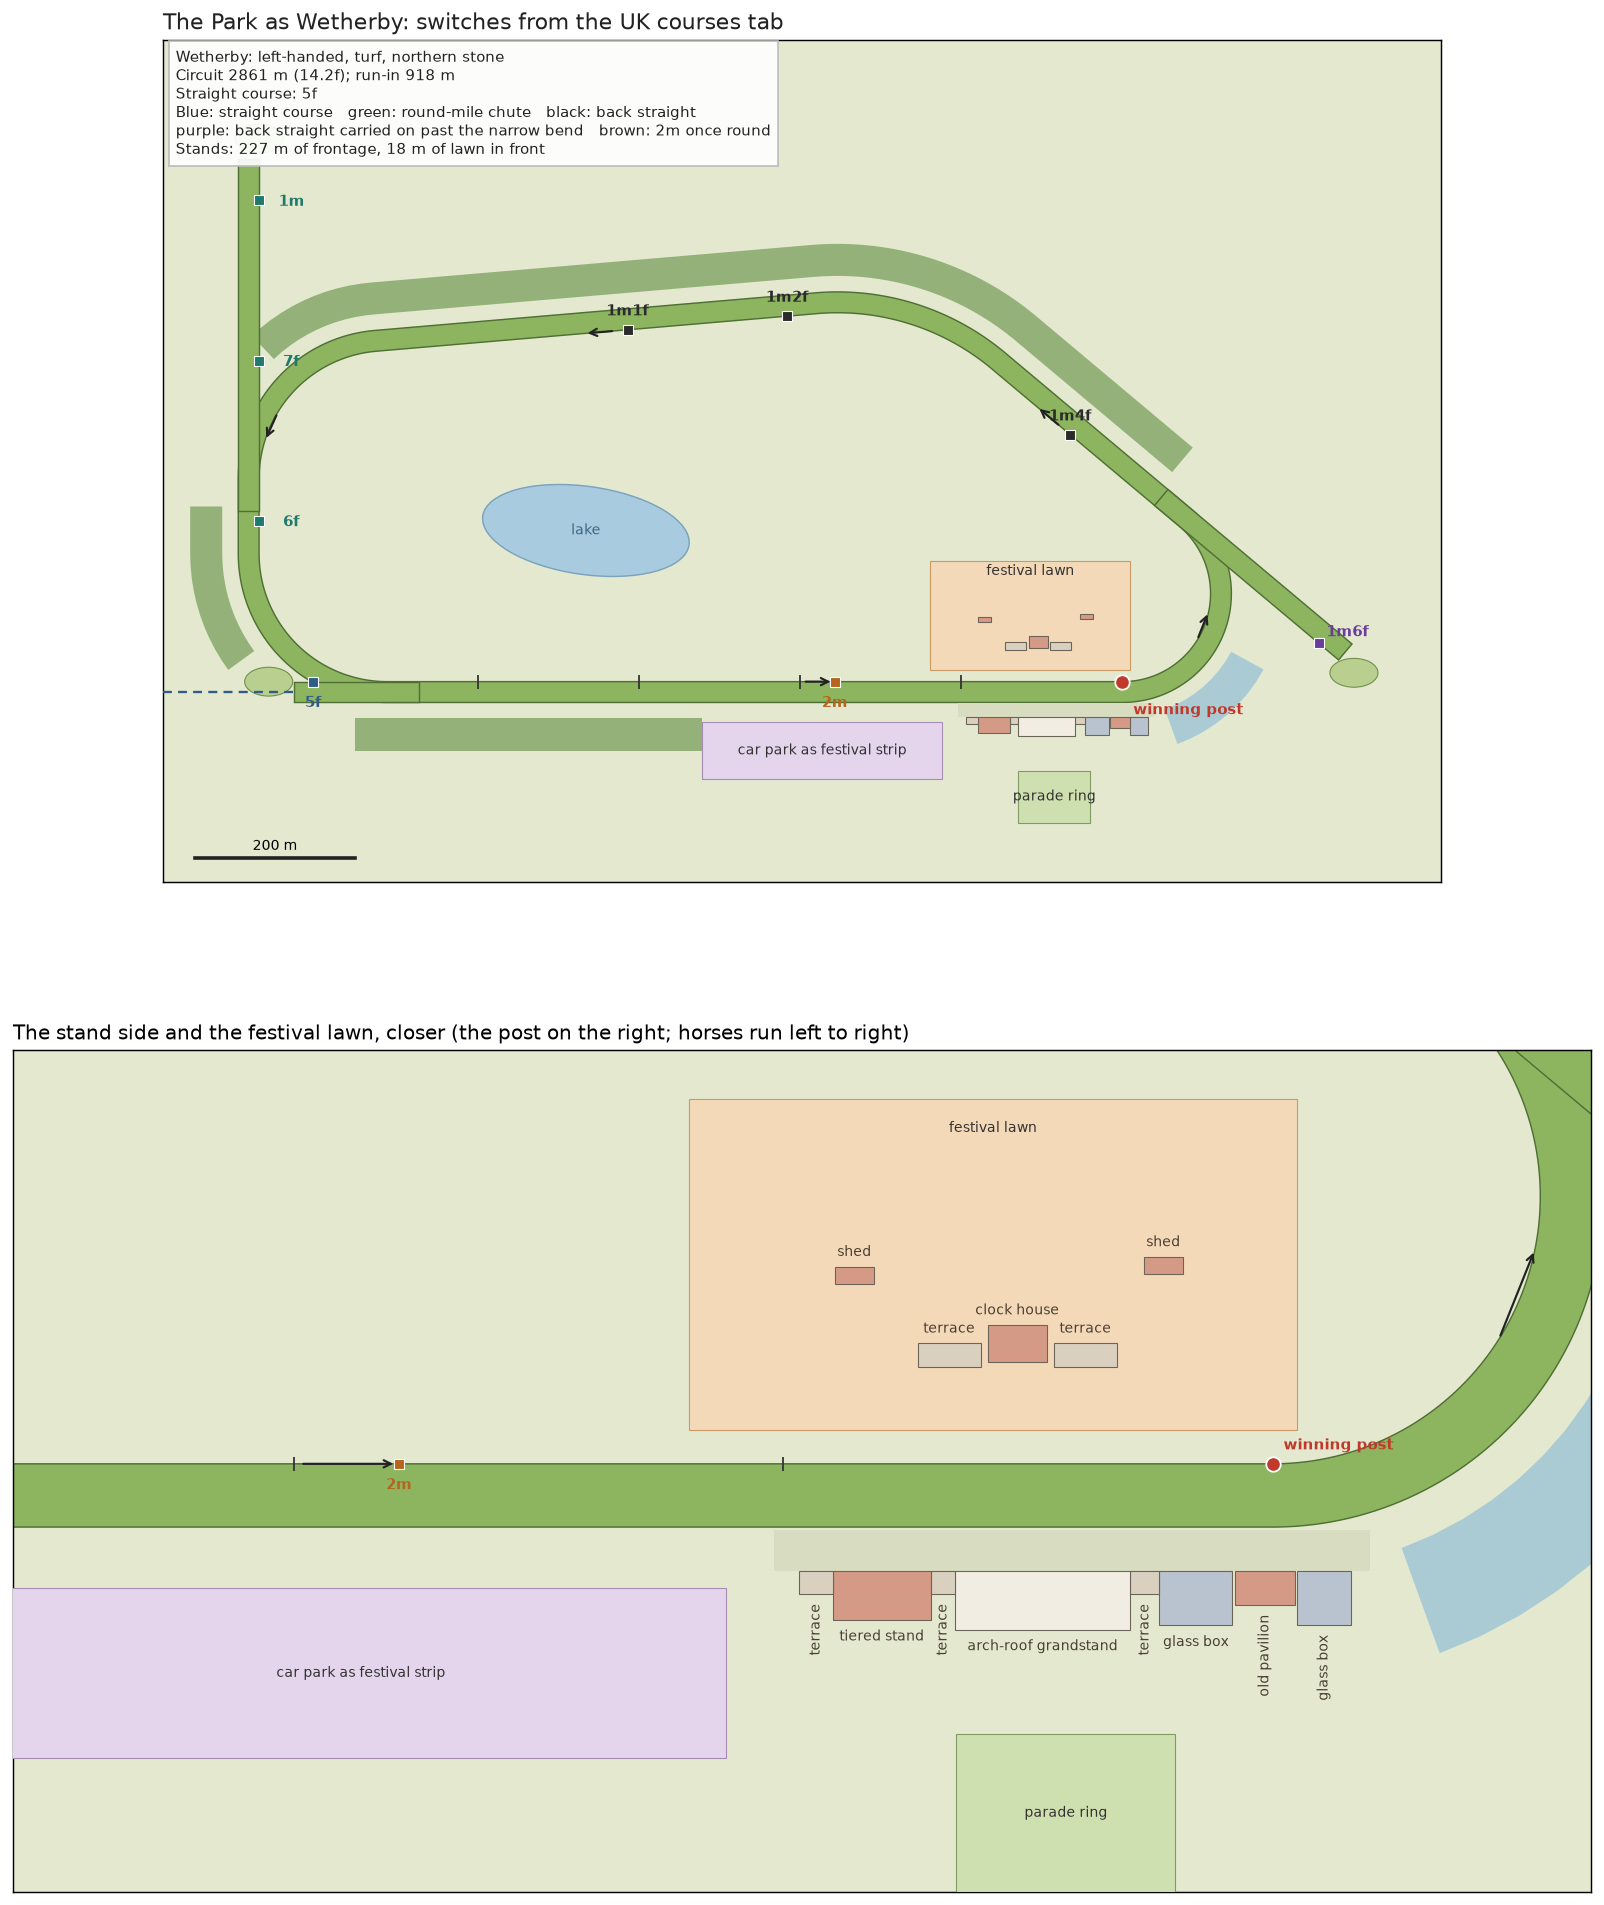 The Park as Wetherby: switches from the UK courses tab
Wetherby: left-handed, turf, northern stone
Circuit 2861 m (14.2f); run-in 918 m
Straight course: 5f
Blue: straight course   green: round-mile chute   black: back straight
purple: back straight carried on past the narrow bend   brown: 2m once round
Stands: 227 m of frontage, 18 m of lawn in front
1m
1m2f
1m1f
7f
1m4f
6f
lake
festival lawn
1m6f
5f
2m
winning post
car park as festival strip
parade ring
200 m
The stand side and the festival lawn, closer (the post on the right; horses run left to right)
festival lawn
shed
shed
clock house
terrace
terrace
winning post
2m
terrace
tiered stand
terrace
arch-roof grandstand
terrace
glass box
old pavilion
glass box
car park as festival strip
parade ring